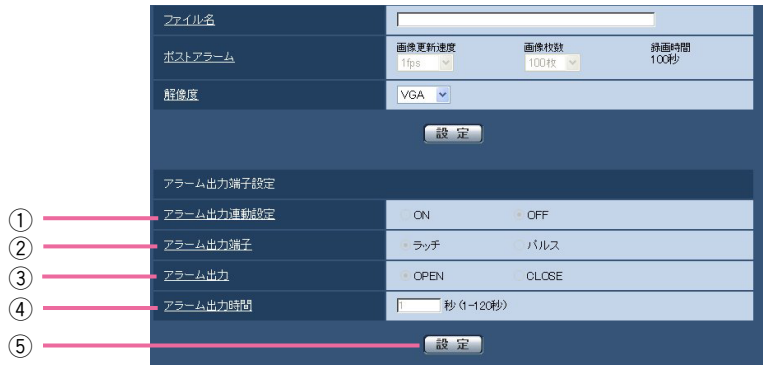 ファイル名
ポストアラーム
画像更新速度 画像枚数 録画時間
1fps 100枚 100秒
解像度 VGA
設定
アラーム出力端子設定
① アラーム出力連動設定 ON OFF
② アラーム出力端子 ラッチ パルス
③ アラーム出力 OPEN CLOSE
④ アラーム出力時間 1 秒(1-120秒)
⑤ 設定